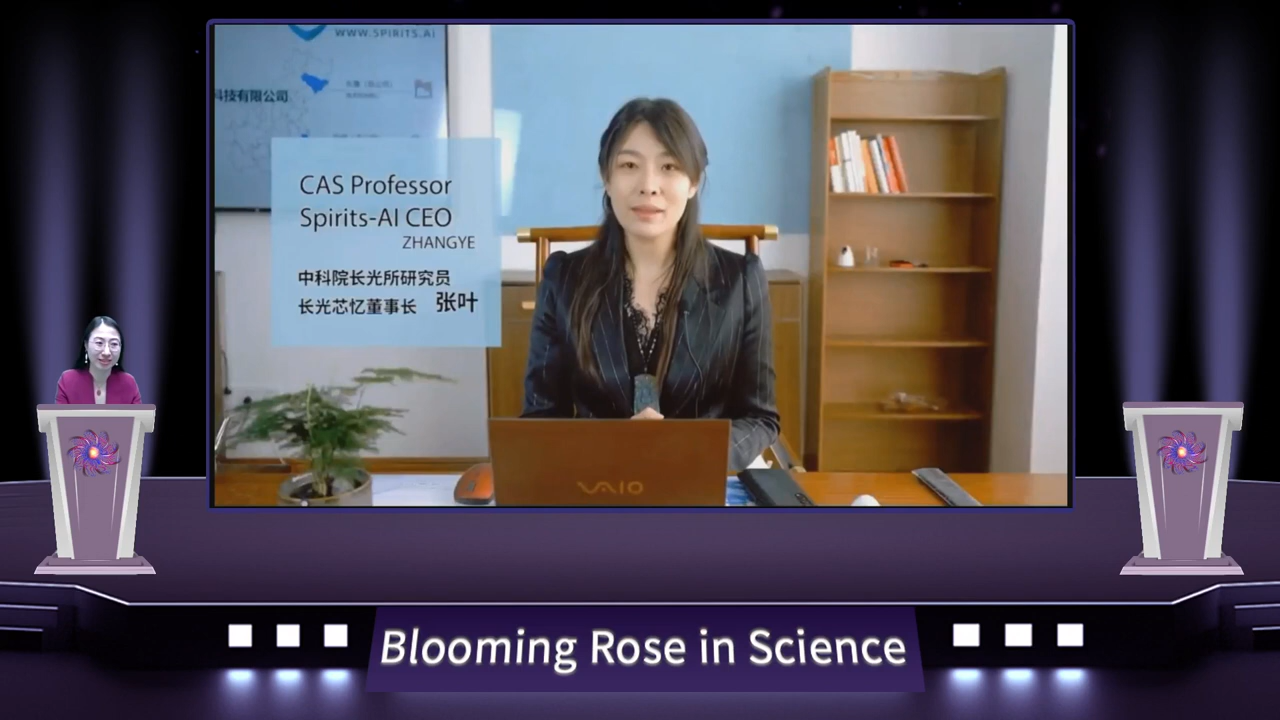 WWW.SPIRITS.Ai
科技有限公司
CAS Professor
Spirits-AI CEO
ZHANGYE
中科院长光所研究员
长光芯忆董事长 张叶
VAIO
Blooming Rose in Science